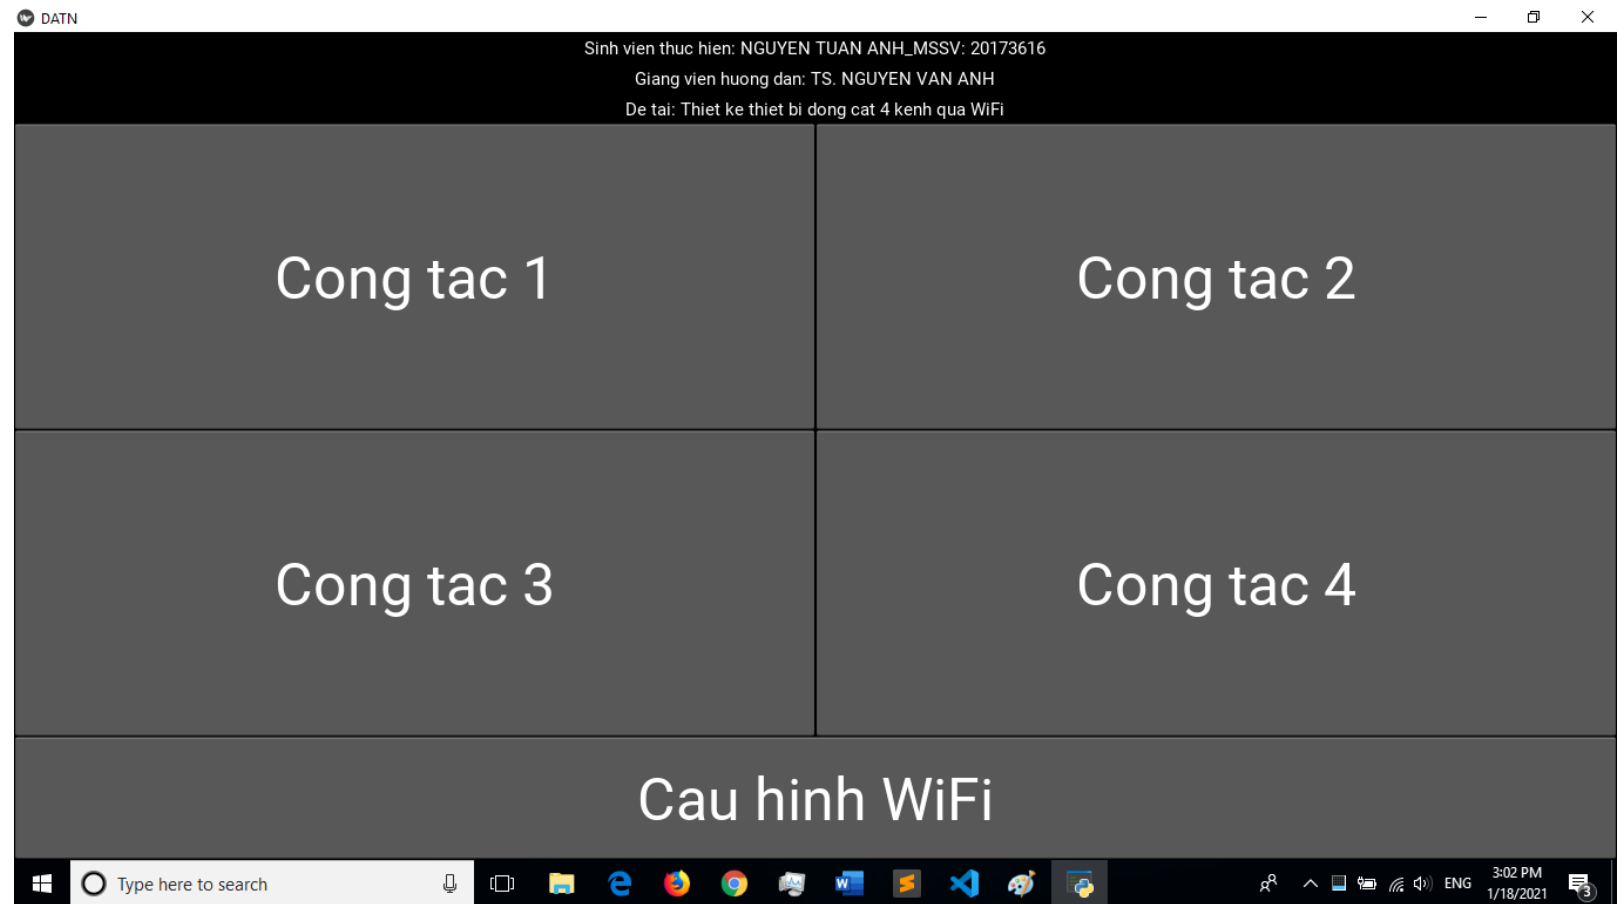 DATN
Sinh vien thuc hien: NGUYEN TUAN ANH_MSSV: 20173616
Giang vien huong dan: TS. NGUYEN VAN ANH
De tai: Thiet ke thiet bi dong cat 4 kenh qua WiFi
Cong tac 1
Cong tac 2
Cong tac 3
Cong tac 4
Cau hinh WiFi
Type here to search
ENG
3:02 PM
1/18/2021
3